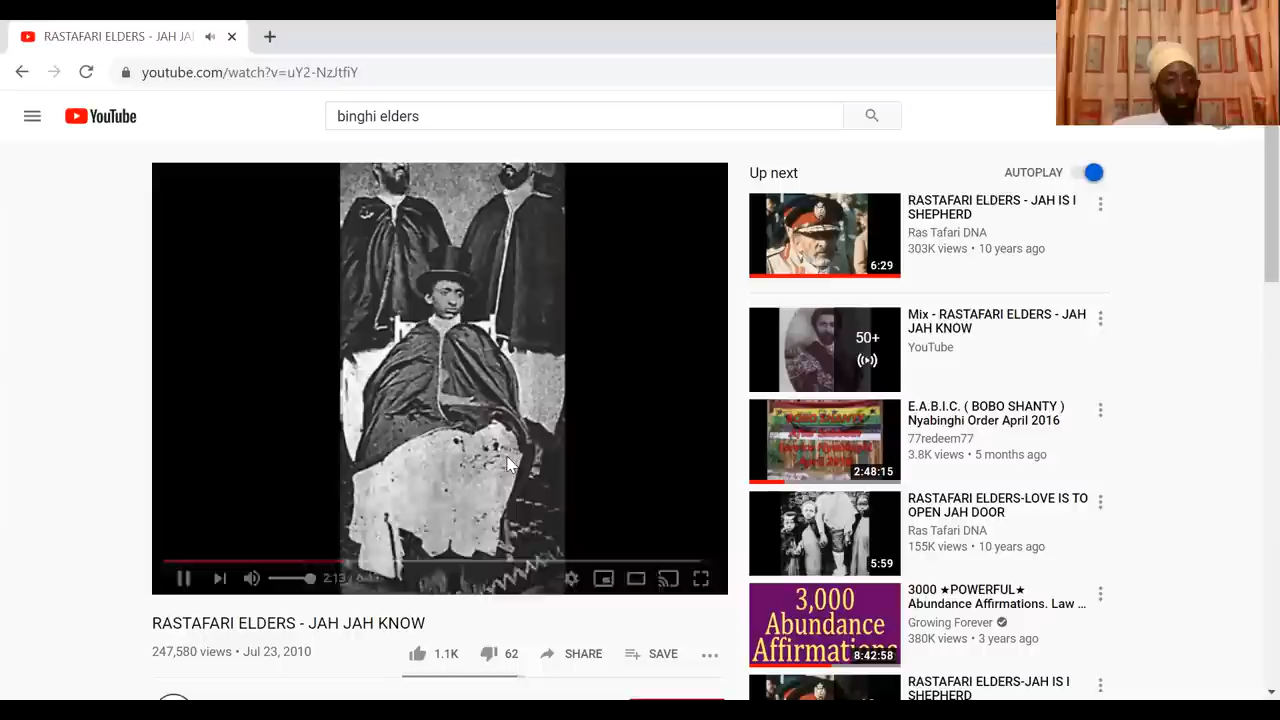 RASTAFARI ELDERS - JAH JAH
youtube.com/watch?v=uY2-NzJtfiY
YouTube
binghi elders
Up next
AUTOPLAY
RASTAFARI ELDERS - JAH IS I
SHEPHERD
Ras Tafari DNA
303K views • 10 years ago
6:29
Mix - RASTAFARI ELDERS - JAH
JAH KNOW
YouTube
50+
E.A.B.I.C. ( BOBO SHANTY )
Nyabinghi Order April 2016
77redeem77
3.8K views • 5 months ago
BOBO SHANTY
2:48:15
RASTAFARI ELDERS-LOVE IS TO
OPEN JAH DOOR
Ras Tafari DNA
155K views • 10 years ago
5:59
3000 ★POWERFUL★
Abundance Affirmations. Law ...
Growing Forever
380K views • 3 years ago
3,000
Abundance
Affirmations
8:42:58
RASTAFARI ELDERS-JAH IS I
SHEPHERD
2:13
RASTAFARI ELDERS - JAH JAH KNOW
247,580 views • Jul 23, 2010
1.1K
62
SHARE
SAVE